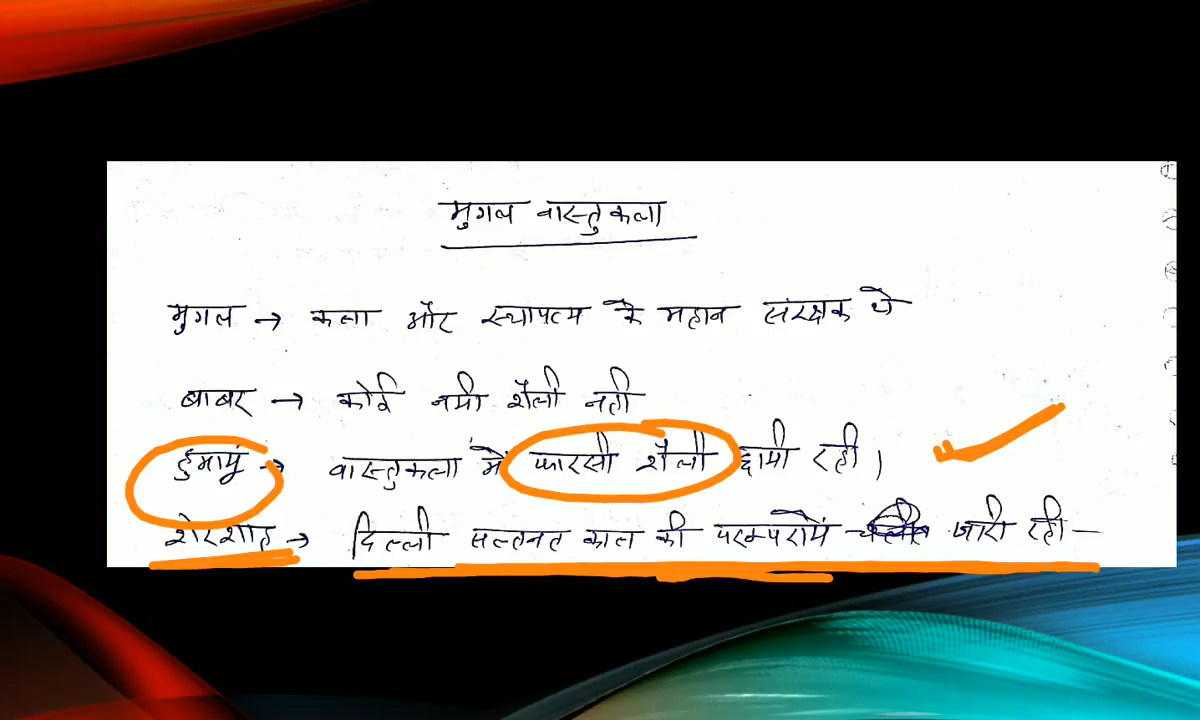 मुगल वास्तुकला
मुगल → कला और स्थापत्य के महान संरक्षक थे
बाबर → कोई नयी शैली नही
हुमायूं → वास्तुकला में फारसी शैली छायी रही।
शेरशाह → दिल्ली सल्तनत काल की परम्परायें जारी रही –